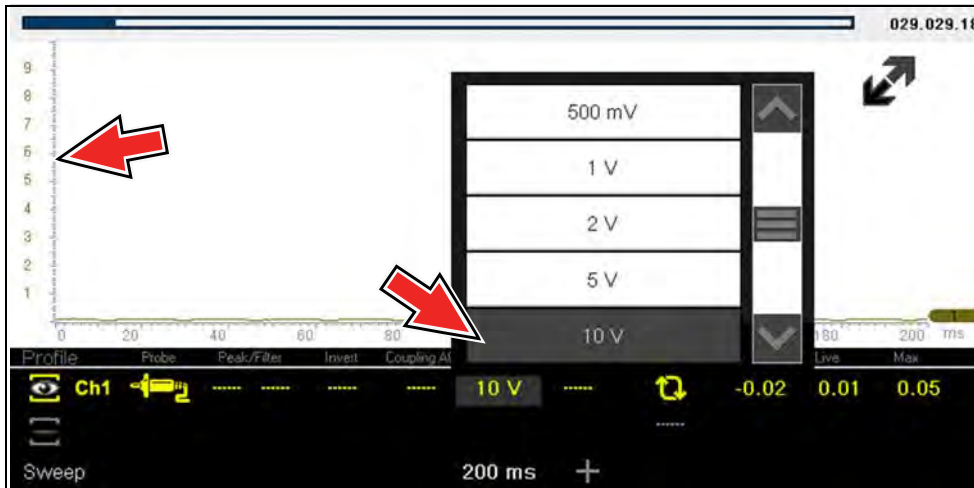 029.029.18
9
8
7
6
5
4
3
2
1
500 mV
1 V
2 V
5 V
10 V
0 20 40 60 80 180 200 ms
1
Profile Probe Peak/Filter Invert Coupling Live Max
Ch1 ------ ------ ------ 10 V ------ -0.02 0.01 0.05
------
Sweep 200 ms +